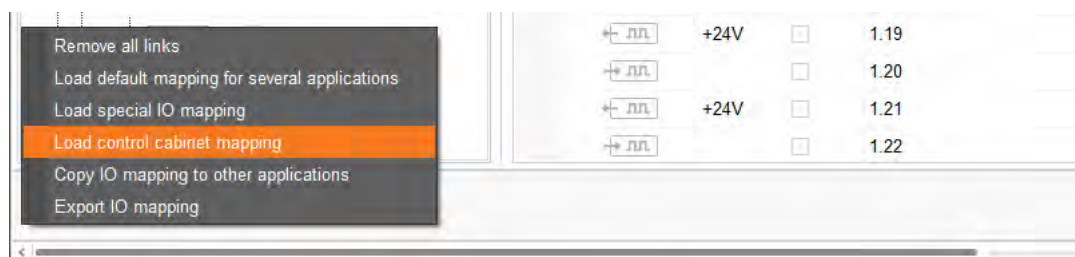 Remove all links
Load default mapping for several applications
Load special IO mapping
Load control cabinet mapping
Copy IO mapping to other applications
Export IO mapping
+24V 1.19
1.20
+24V 1.21
1.22